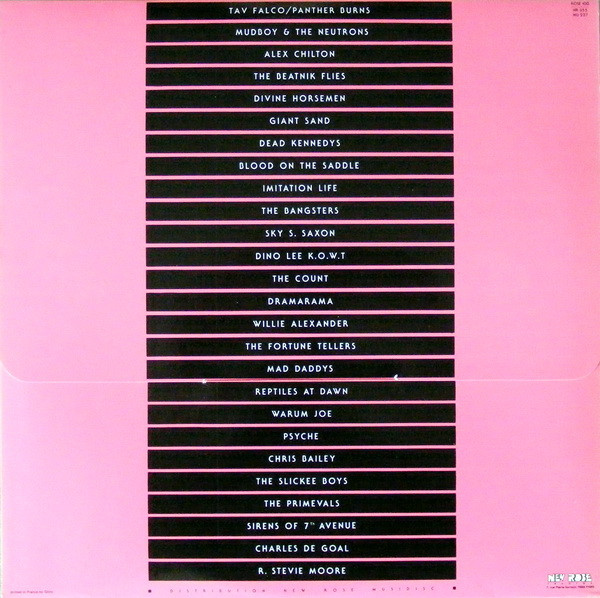 TAV FALCO/PANTHER BURNS
MUDBOY & THE NEUTRONS
ALEX CHILTON
THE BEATNIK FLIES
DIVINE HORSEMEN
GIANT SAND
DEAD KENNEDYS
BLOOD ON THE SADDLE
IMITATION LIFE
THE BANGSTERS
SKY S. SAXON
DINO LEE K.O.W.T
THE COUNT
DRAMARAMA
WILLIE ALEXANDER
THE FORTUNE TELLERS
MAD DADDYS
REPTILES AT DAWN
WARUM JOE
PSYCHE
CHRIS BAILEY
THE SLICKEE BOYS
THE PRIMEVALS
SIRENS OF 7TH AVENUE
CHARLES DE GOAL
R. STEVIE MOORE
DISTRIBUTION NEW ROSE MUSIDISC
NEW ROSE